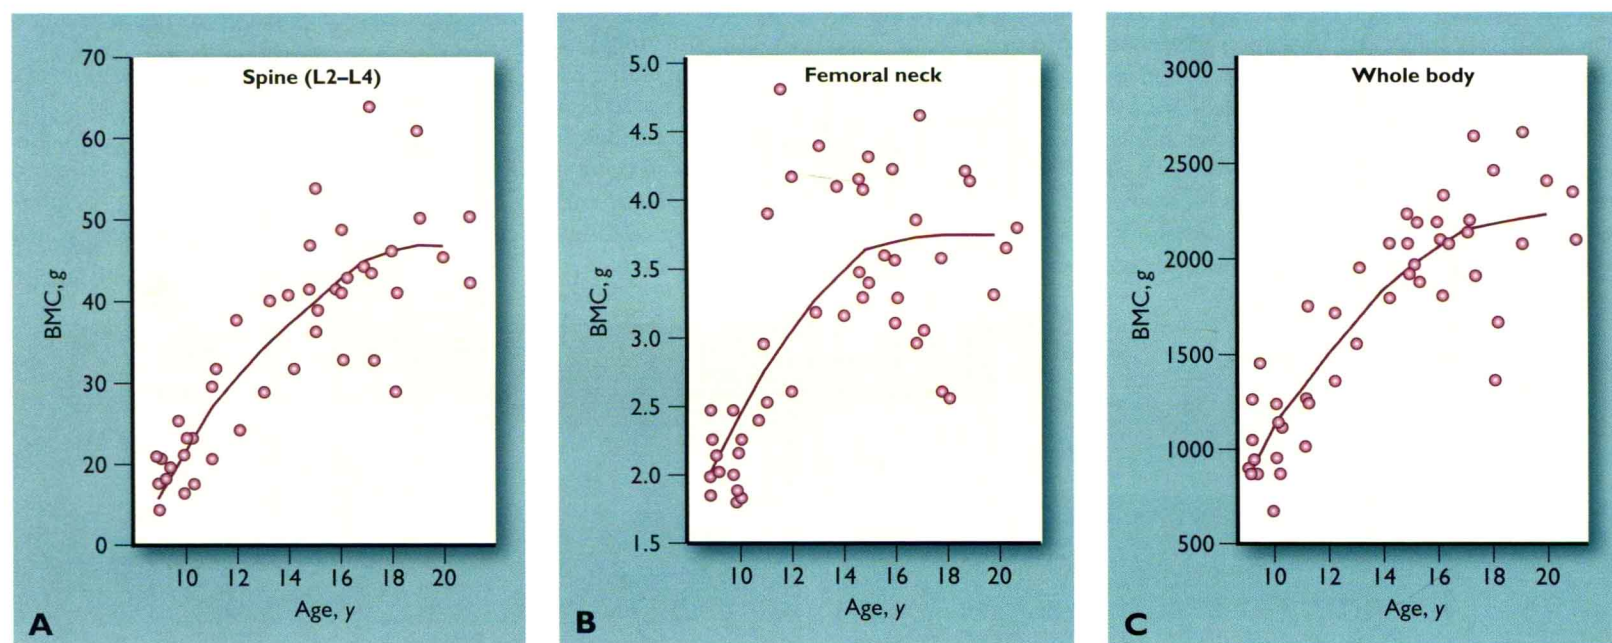 Spine (L2–L4)
70
60
50
40
30
20
0
BMC, g
10 12 14 16 18 20
Age, y
A
Femoral neck
5.0
4.5
4.0
3.5
3.0
2.5
2.0
1.5
BMC, g
10 12 14 16 18 20
Age, y
B
Whole body
3000
2500
2000
1500
1000
500
BMC, g
10 12 14 16 18 20
Age, y
C